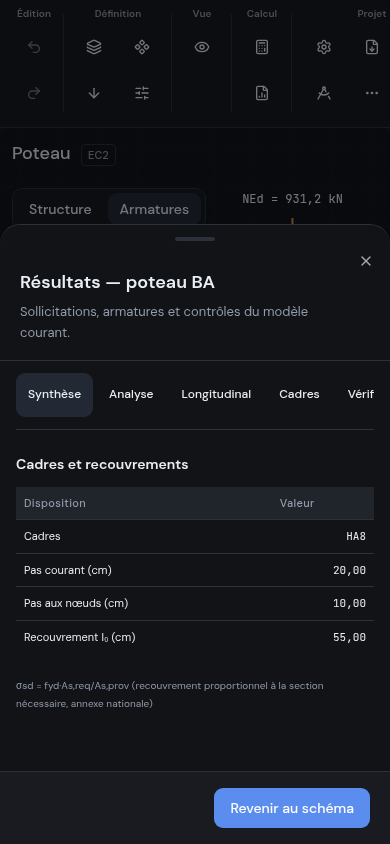 Édition
Définition
Vue
Calcul
Projet
Poteau
EC2
Structure
Armatures
NEd = 931,2 kN
Résultats — poteau BA
Sollicitations, armatures et contrôles du modèle
courant.
Synthèse
Analyse
Longitudinal
Cadres
Vérif
Cadres et recouvrements
Disposition Valeur
Cadres HA8
Pas courant (cm) 20,00
Pas aux nœuds (cm) 10,00
Recouvrement l₀ (cm) 55,00
σsd = fyd·As,req/As,prov (recouvrement proportionnel à la section
nécessaire, annexe nationale)
Revenir au schéma